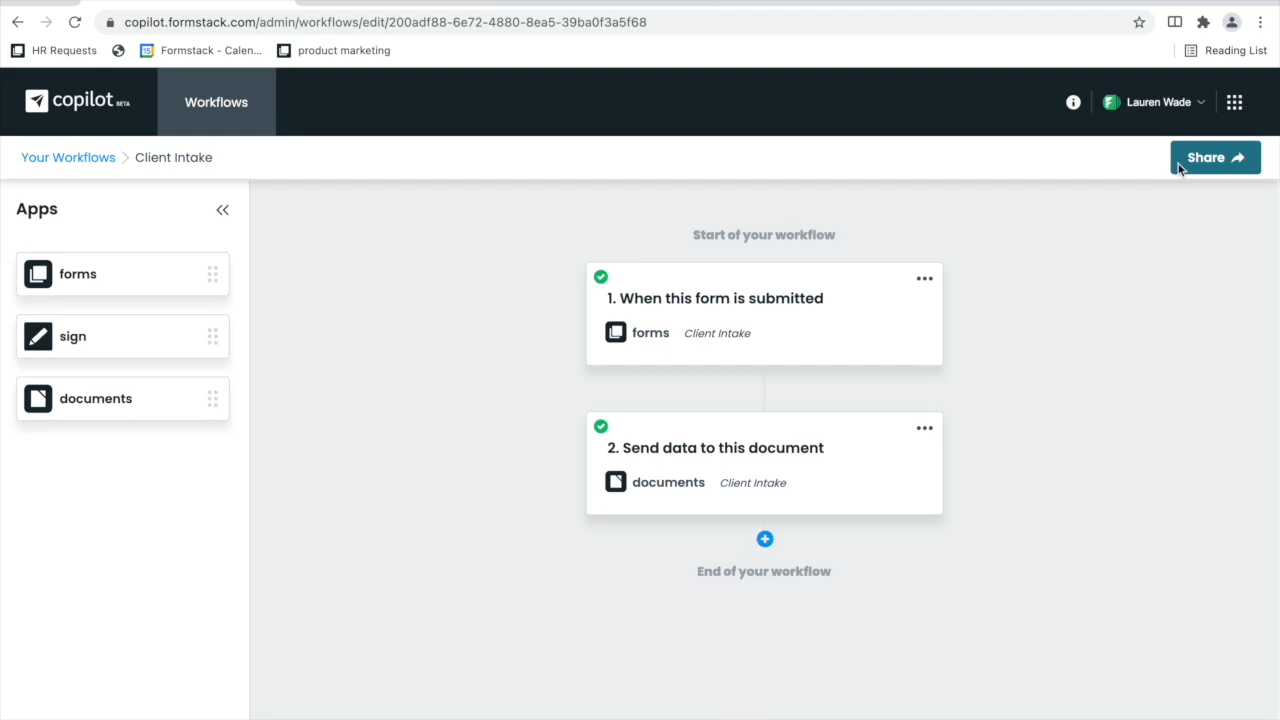 copilot.formstack.com/admin/workflows/edit/200adf88-6e72-4880-8ea5-39ba0f3a5f68
HR Requests
15
Formstack - Calen...
product marketing
Reading List
copilot BETA
Workflows
Lauren Wade
Your Workflows
Client Intake
Share
Apps
forms
sign
documents
Start of your workflow
1. When this form is submitted
forms Client Intake
2. Send data to this document
documents Client Intake
End of your workflow